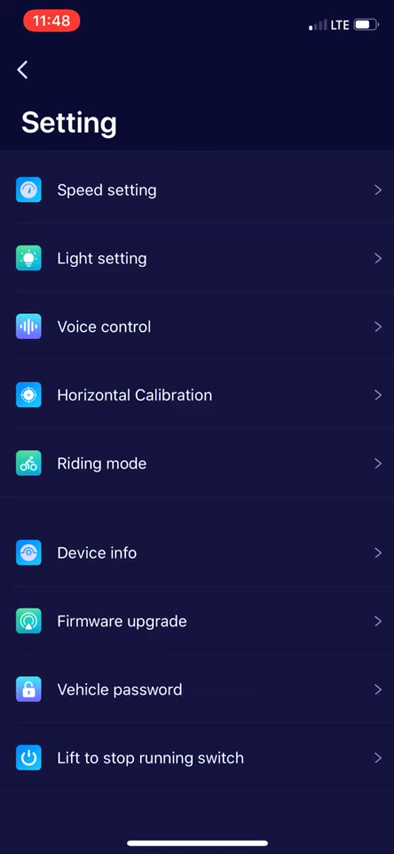 11:48
LTE
Setting
Speed setting
Light setting
Voice control
Horizontal Calibration
Riding mode
Device info
Firmware upgrade
Vehicle password
Lift to stop running switch